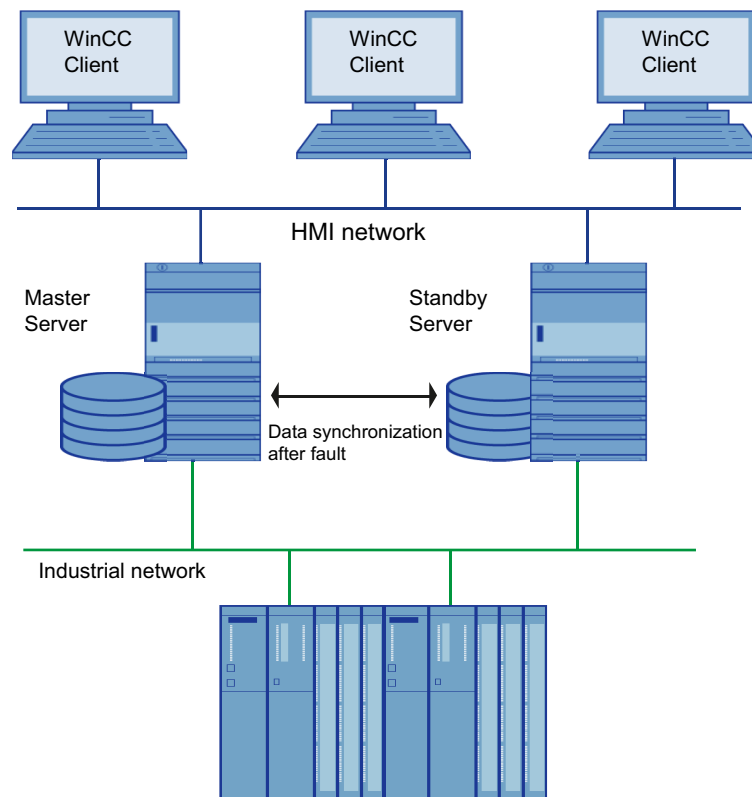 WinCC
Client
WinCC
Client
WinCC
Client
HMI network
Master
Server
Standby
Server
Data synchronization
after fault
Industrial network